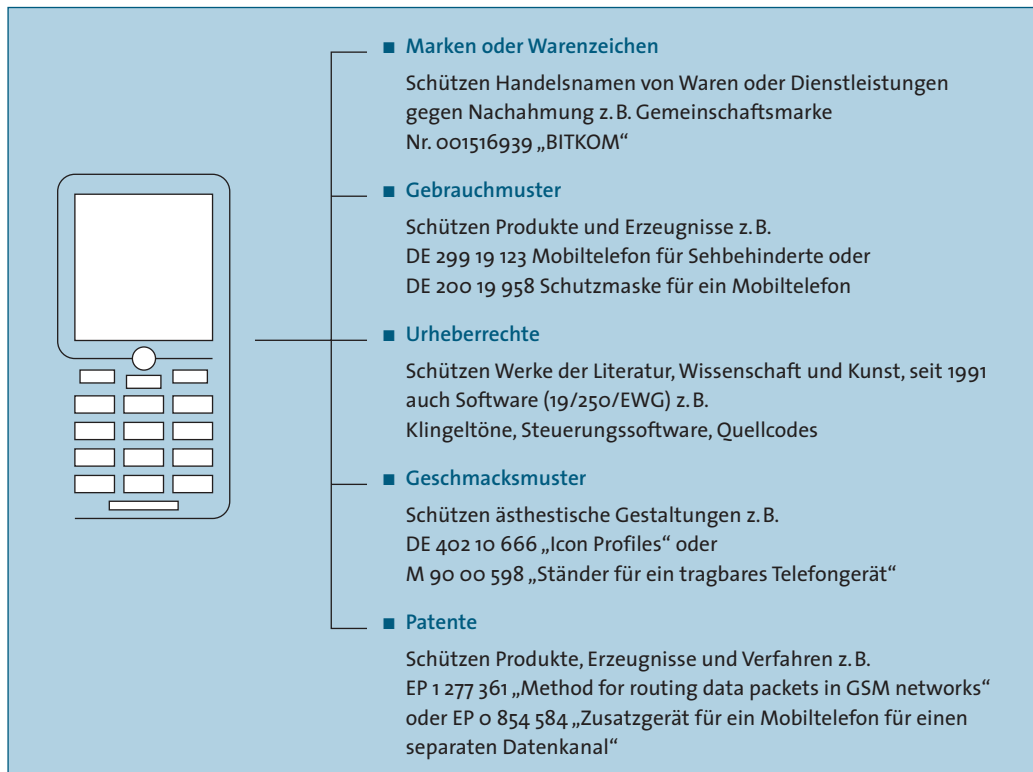 ■ Marken oder Warenzeichen
Schützen Handelsnamen von Waren oder Dienstleistungen
gegen Nachahmung z. B. Gemeinschaftsmarke
Nr. 001516939 „BITKOM“
■ Gebrauchmuster
Schützen Produkte und Erzeugnisse z. B.
DE 299 19 123 Mobiltelefon für Sehbehinderte oder
DE 200 19 958 Schutzmaske für ein Mobiltelefon
■ Urheberrechte
Schützen Werke der Literatur, Wissenschaft und Kunst, seit 1991
auch Software (19/250/EWG) z. B.
Klingeltöne, Steuerungssoftware, Quellcodes
■ Geschmacksmuster
Schützen ästhestische Gestaltungen z. B.
DE 402 10 666 „Icon Profiles“ oder
M 90 00 598 „Ständer für ein tragbares Telefongerät“
■ Patente
Schützen Produkte, Erzeugnisse und Verfahren z. B.
EP 1 277 361 „Method for routing data packets in GSM networks“
oder EP 0 854 584 „Zusatzgerät für ein Mobiltelefon für einen
separaten Datenkanal“